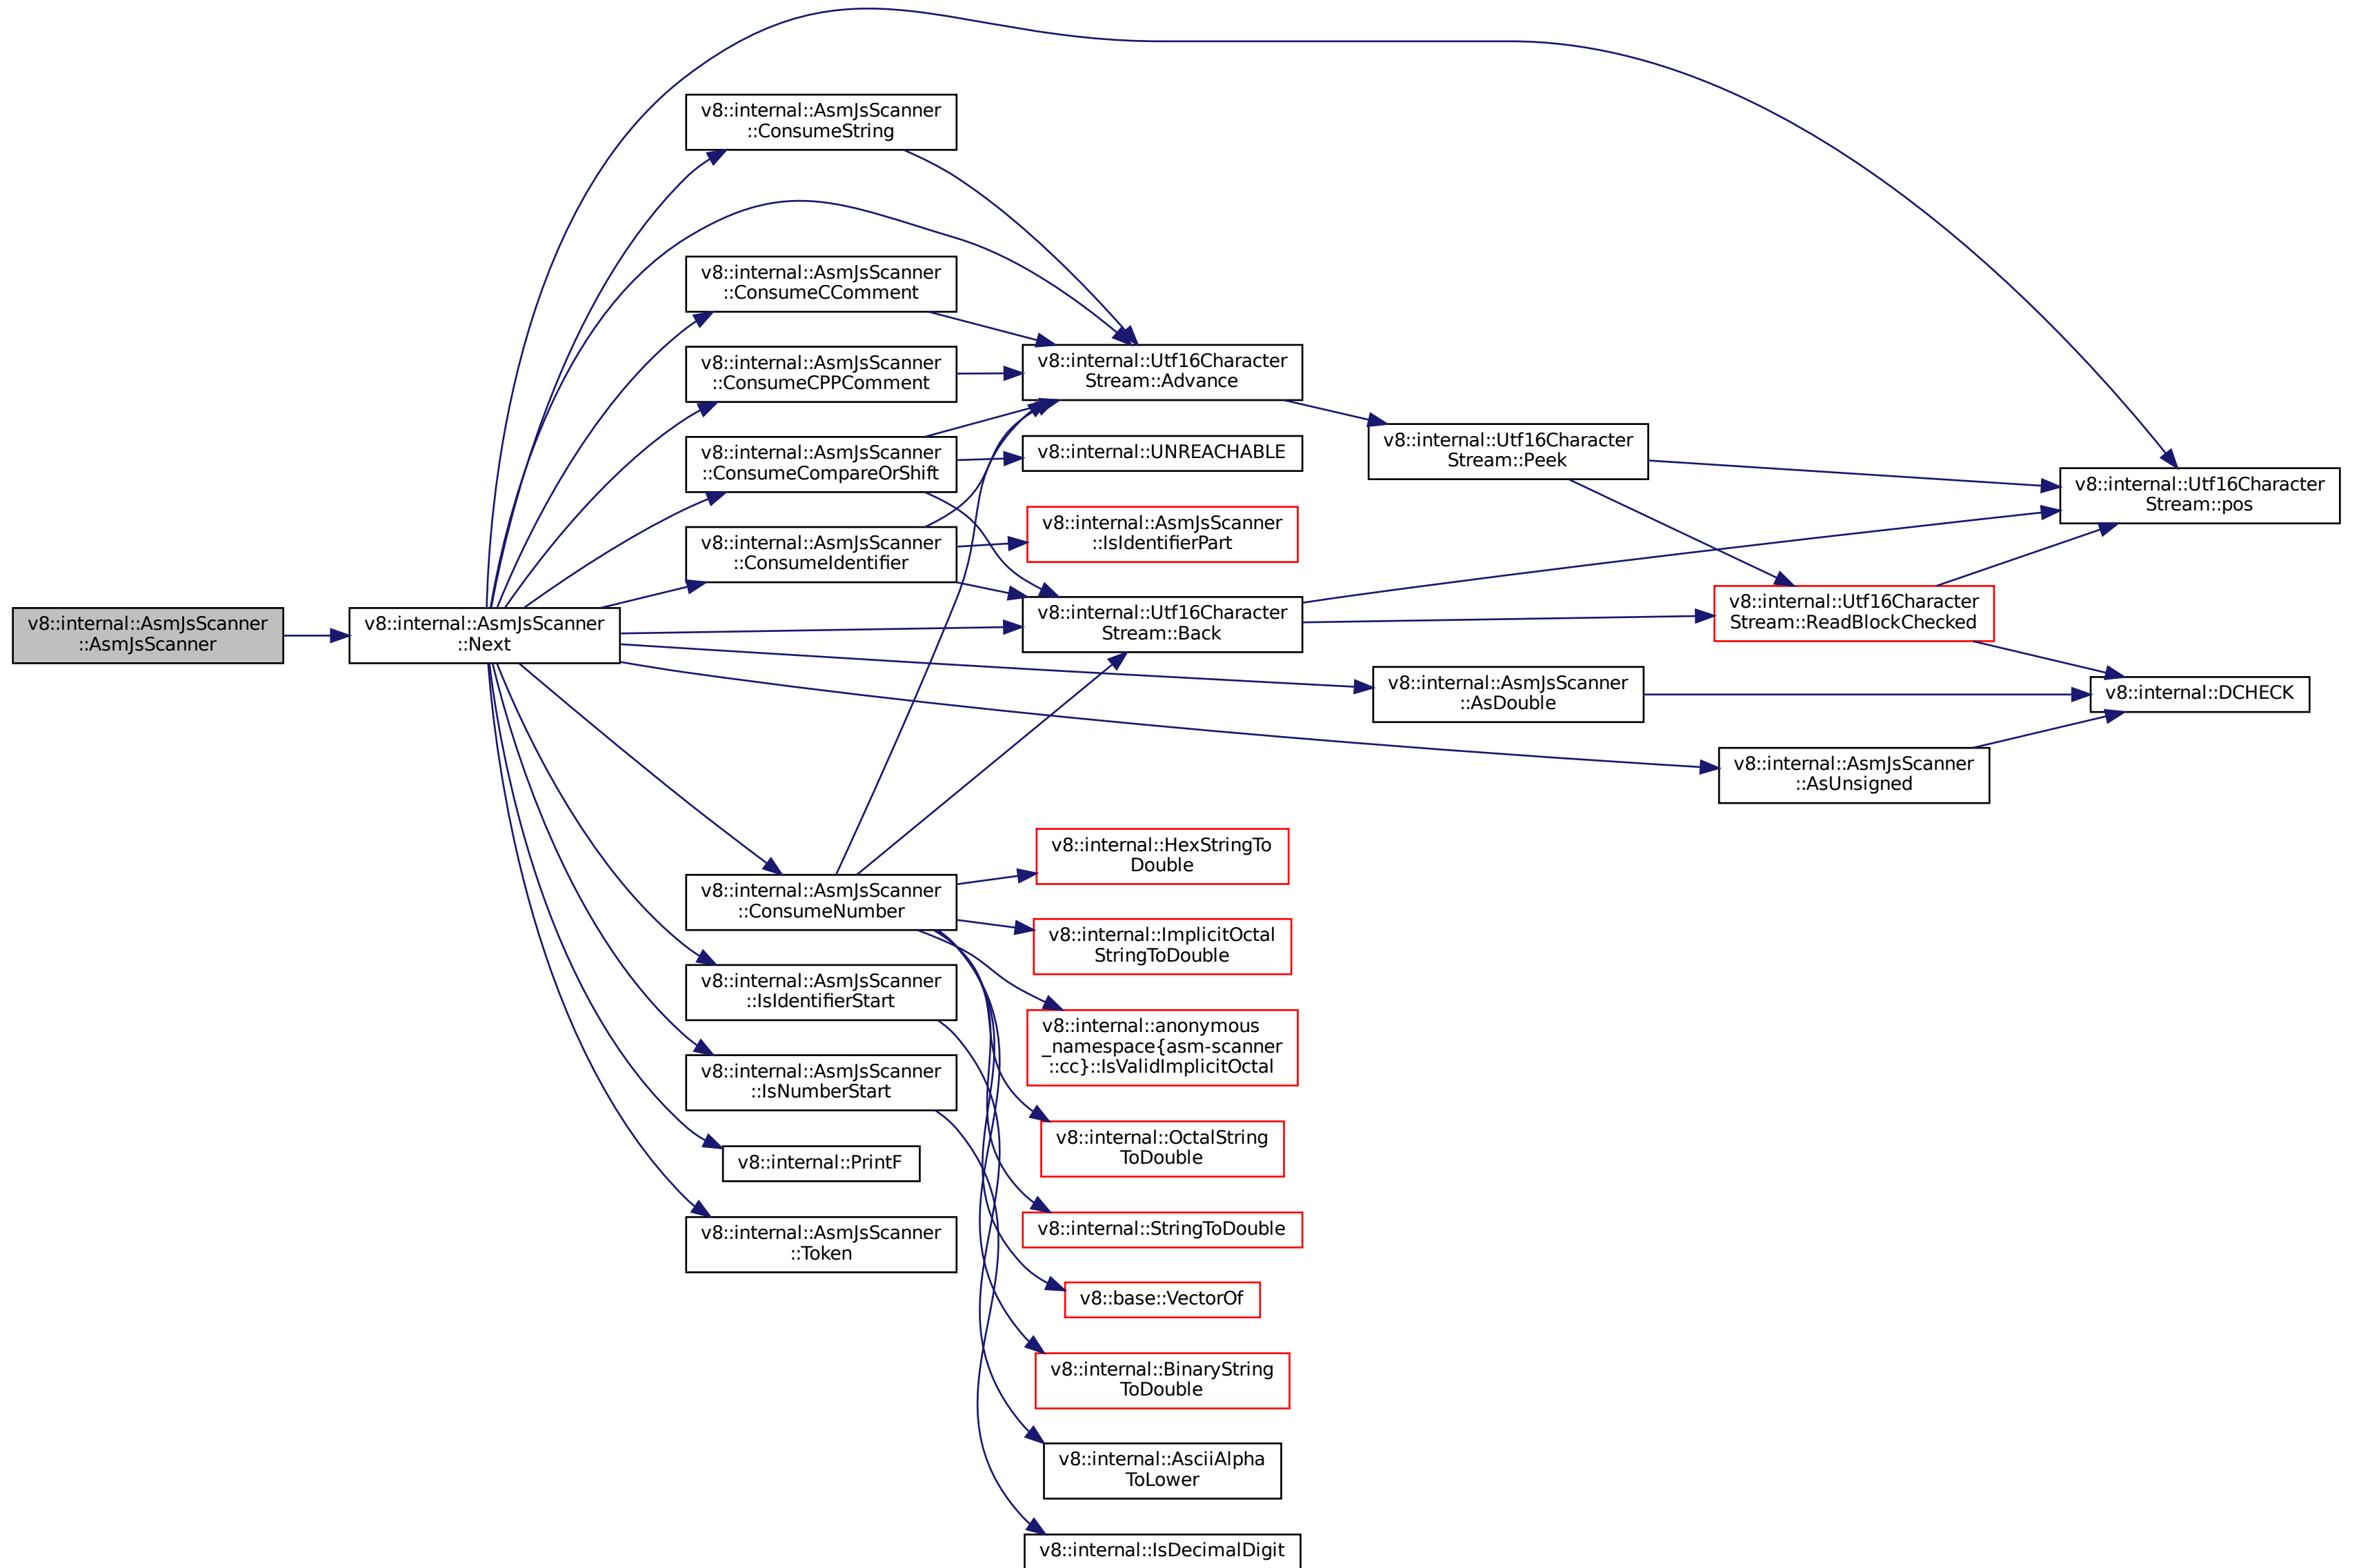 v8::internal::AsmJsScanner
::AsmJsScanner
v8::internal::AsmJsScanner
::Next
v8::internal::AsmJsScanner
::ConsumeString
v8::internal::AsmJsScanner
::ConsumeCComment
v8::internal::AsmJsScanner
::ConsumeCPPComment
v8::internal::AsmJsScanner
::ConsumeCompareOrShift
v8::internal::AsmJsScanner
::ConsumeIdentifier
v8::internal::AsmJsScanner
::ConsumeNumber
v8::internal::AsmJsScanner
::IsIdentifierStart
v8::internal::AsmJsScanner
::IsNumberStart
v8::internal::PrintF
v8::internal::AsmJsScanner
::Token
v8::internal::Utf16Character
Stream::Advance
v8::internal::UNREACHABLE
v8::internal::AsmJsScanner
::IsIdentifierPart
v8::internal::Utf16Character
Stream::Back
v8::internal::HexStringTo
Double
v8::internal::ImplicitOctal
StringToDouble
v8::internal::anonymous
_namespace{asm-scanner
::cc}::IsValidImplicitOctal
v8::internal::OctalString
ToDouble
v8::internal::StringToDouble
v8::base::VectorOf
v8::internal::BinaryString
ToDouble
v8::internal::AsciiAlpha
ToLower
v8::internal::IsDecimalDigit
v8::internal::Utf16Character
Stream::Peek
v8::internal::AsmJsScanner
::AsDouble
v8::internal::Utf16Character
Stream::ReadBlockChecked
v8::internal::AsmJsScanner
::AsUnsigned
v8::internal::Utf16Character
Stream::pos
v8::internal::DCHECK